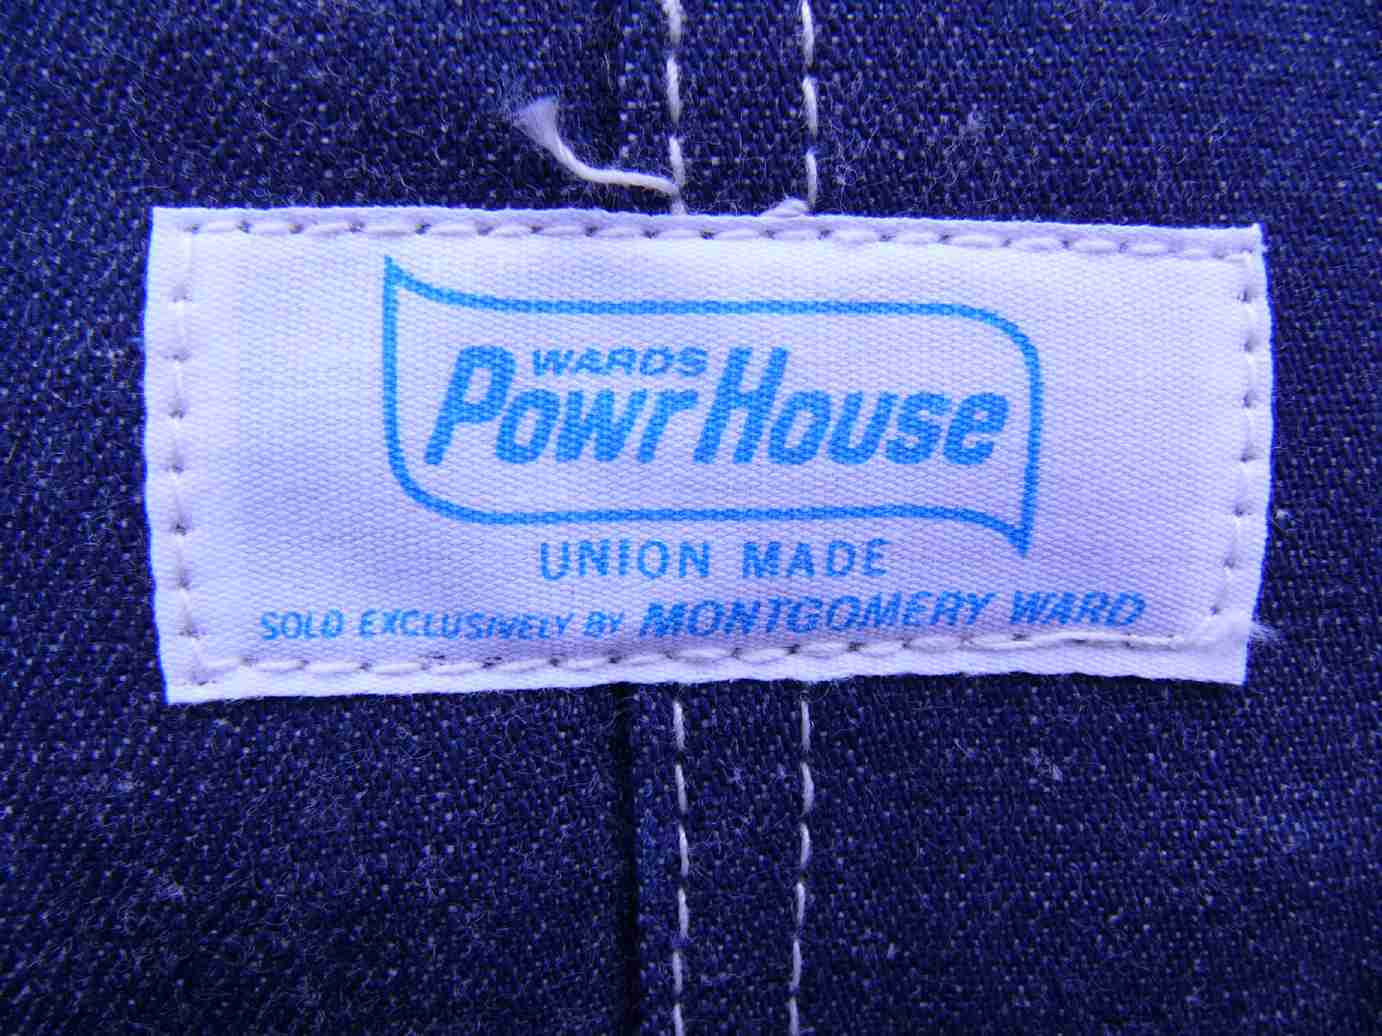 WARDS
PowrHouse
UNION MADE
SOLD EXCLUSIVELY BY MONTGOMERY WARD